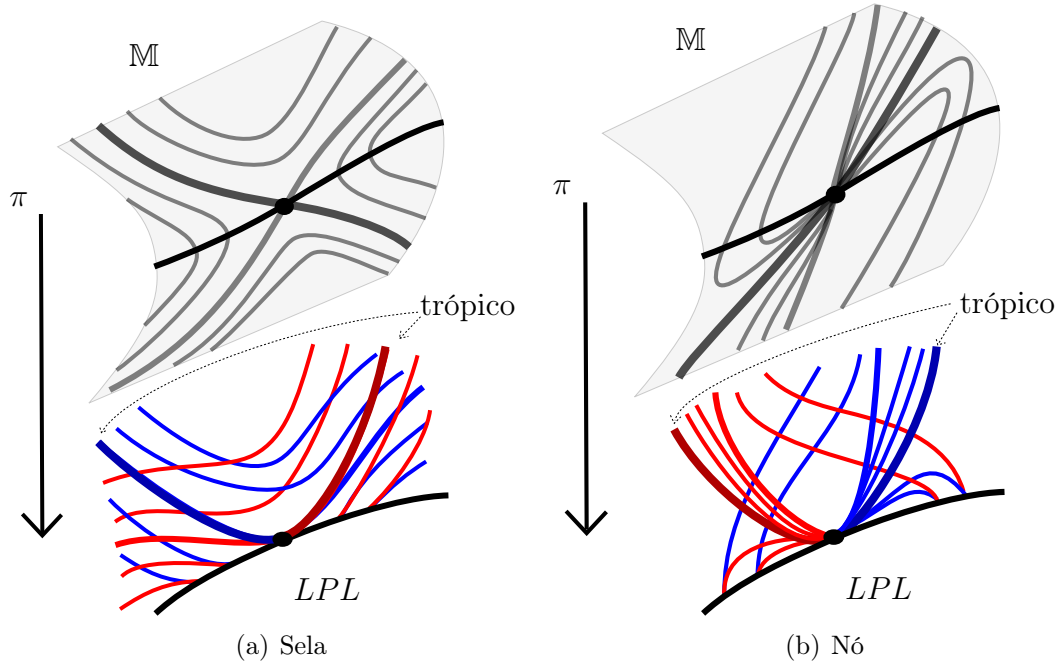 𝕄
π
trópico
LPL
(a) Sela
𝕄
π
trópico
LPL
(b) Nó